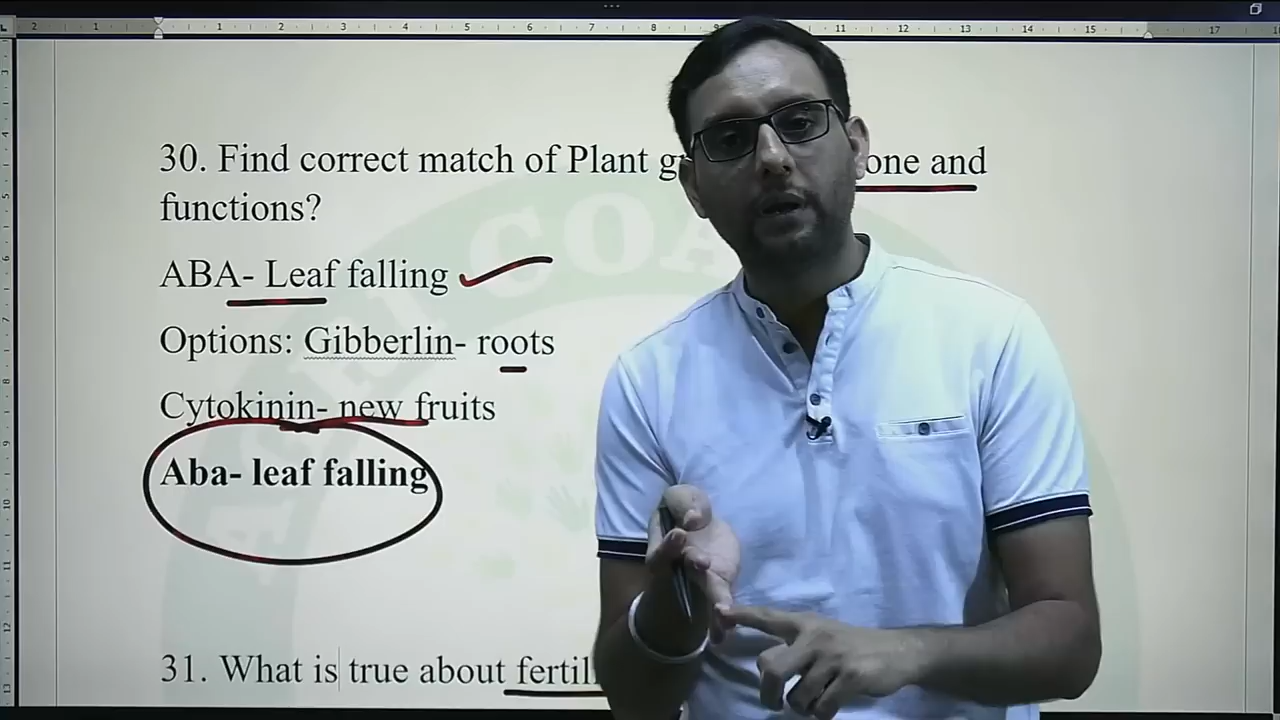 30. Find correct match of Plant one and
functions?
ABA- Leaf falling
Options: Gibberlin- roots
Cytokinin- new fruits
Aba- leaf falling
31. What is true about fertil